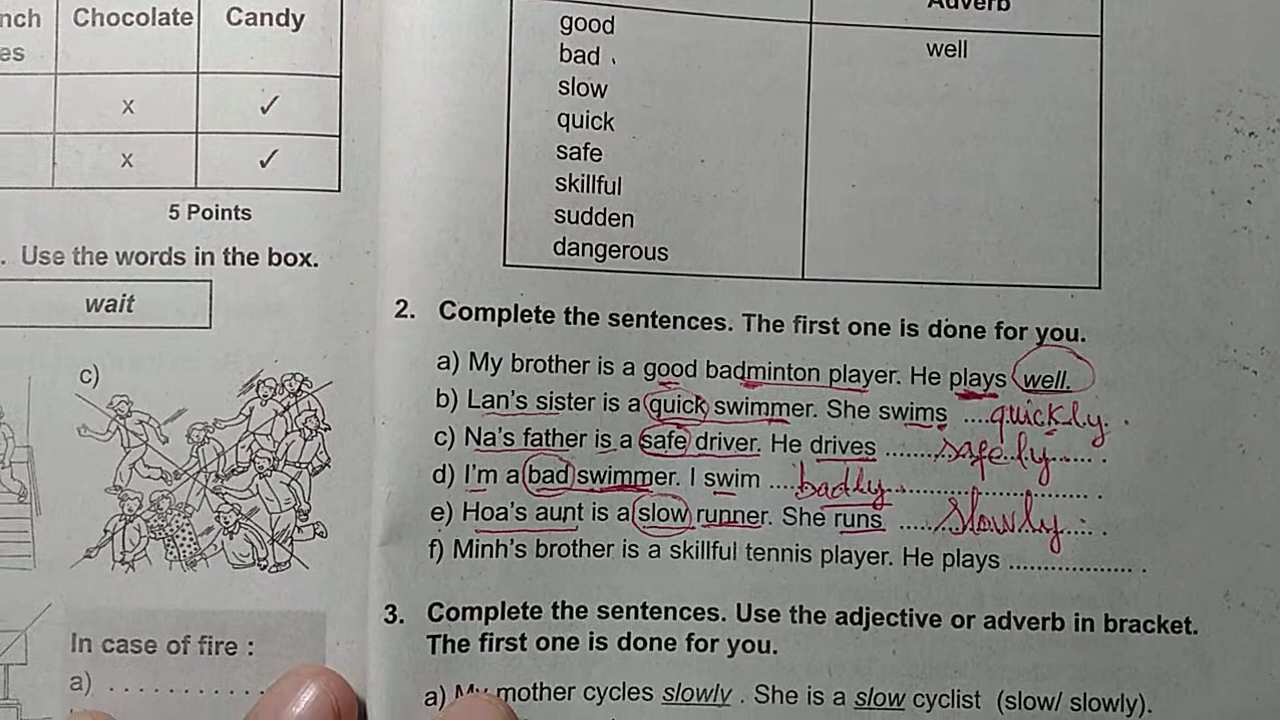 nch Chocolate Candy
es
x ✓
x ✓
5 Points
. Use the words in the box.
wait
c)
In case of fire :
a) ...........
Adverb
good
bad
slow
quick
safe
skillful
sudden
dangerous
well
2. Complete the sentences. The first one is done for you.
a) My brother is a good badminton player. He plays well.
b) Lan's sister is a quick swimmer. She swims ....quickly.
c) Na's father is a safe driver. He drives ........safely...... .
d) I'm a bad swimmer. I swim ....badly........................ .
e) Hoa's aunt is a slow runner. She runs .....slowly... .
f) Minh's brother is a skillful tennis player. He plays .................. .
3. Complete the sentences. Use the adjective or adverb in bracket.
The first one is done for you.
a) My mother cycles slowly . She is a slow cyclist (slow/ slowly).